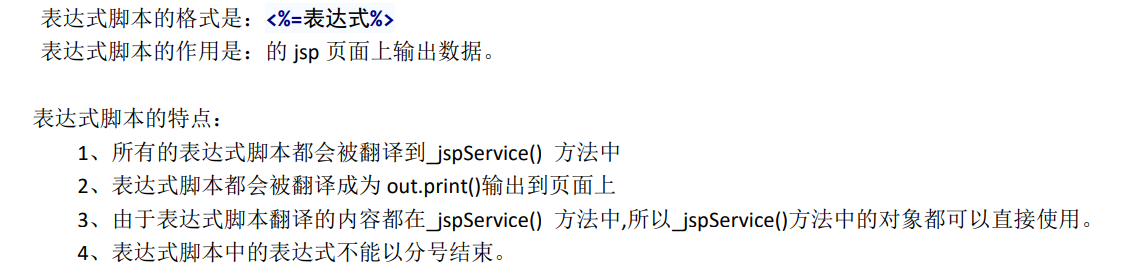 表达式脚本的格式是：<%=表达式%>
表达式脚本的作用是：的 jsp 页面上输出数据。
表达式脚本的特点：
1、所有的表达式脚本都会被翻译到_jspService() 方法中
2、表达式脚本都会被翻译成为 out.print()输出到页面上
3、由于表达式脚本翻译的内容都在_jspService() 方法中,所以_jspService()方法中的对象都可以直接使用。
4、表达式脚本中的表达式不能以分号结束。